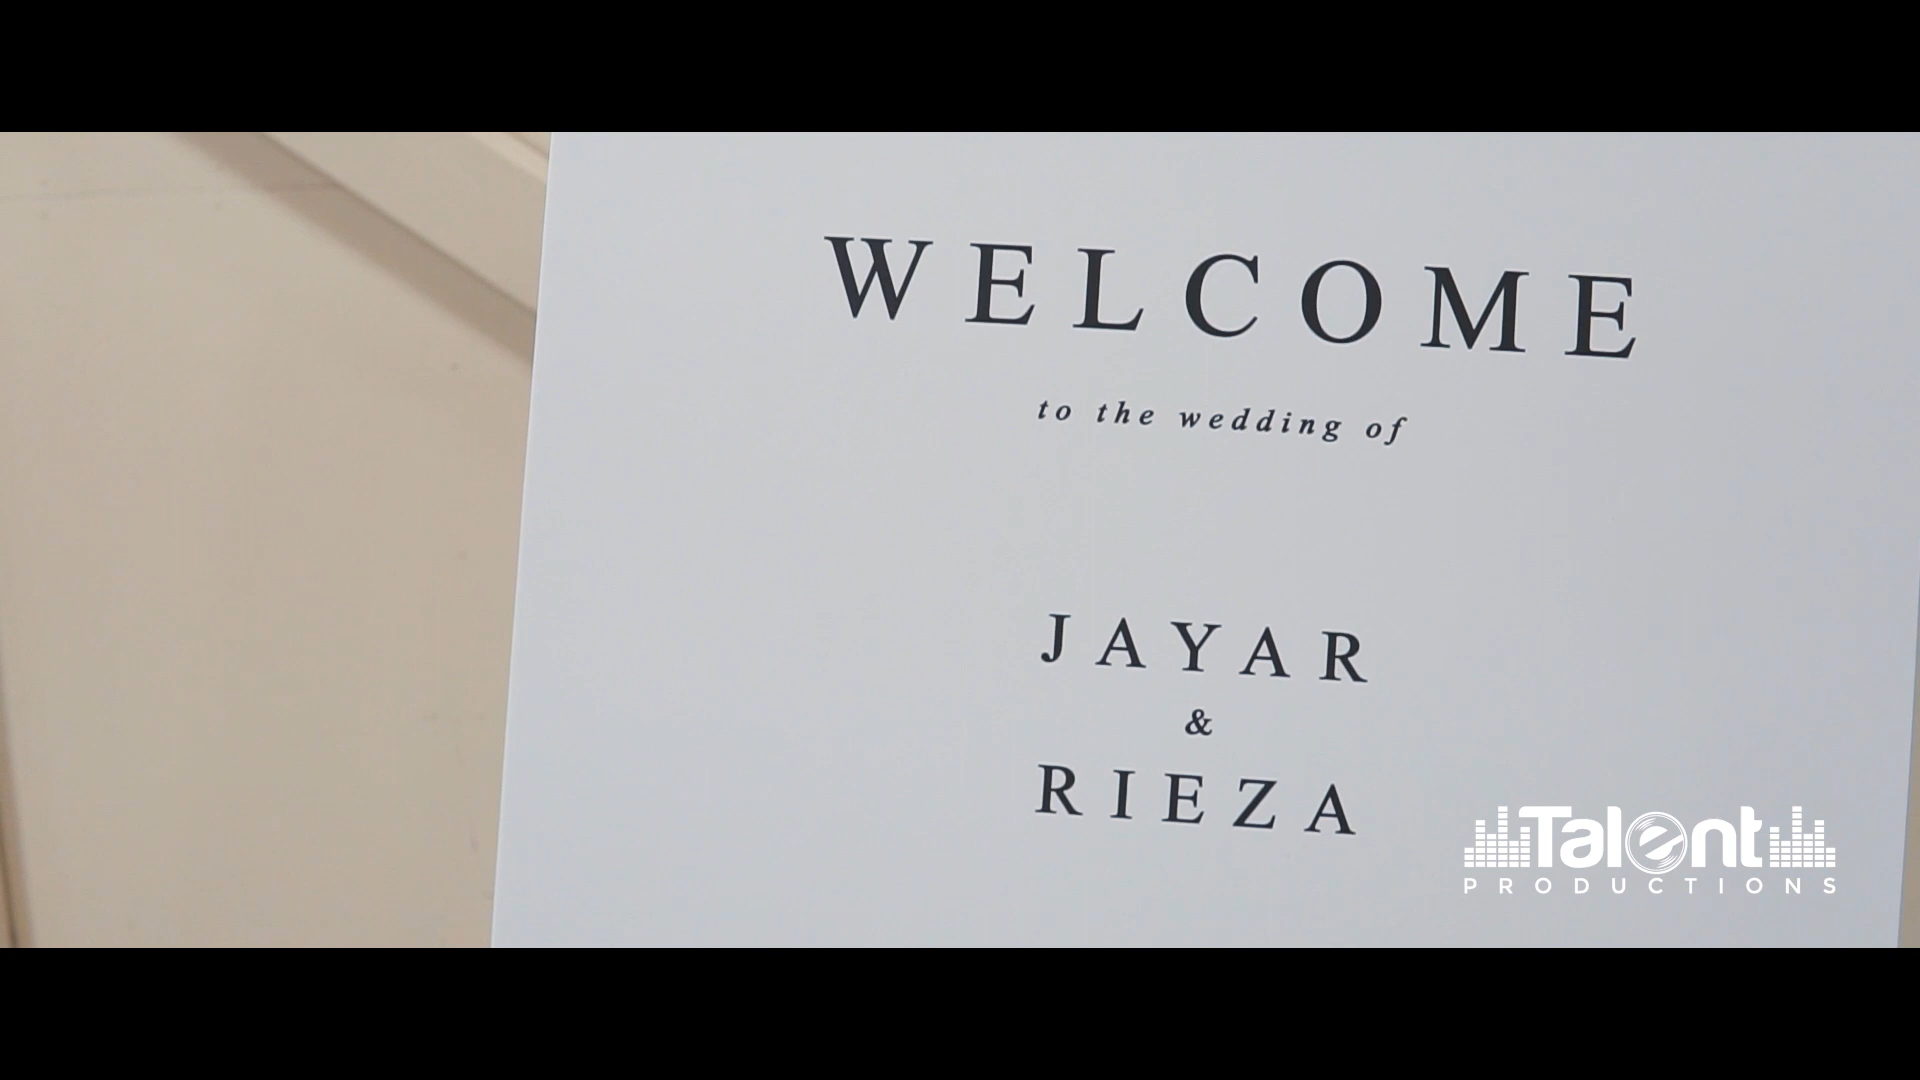 WELCOME
to the wedding of
JAYAR
&
RIEZA
Talent
PRODUCTIONS